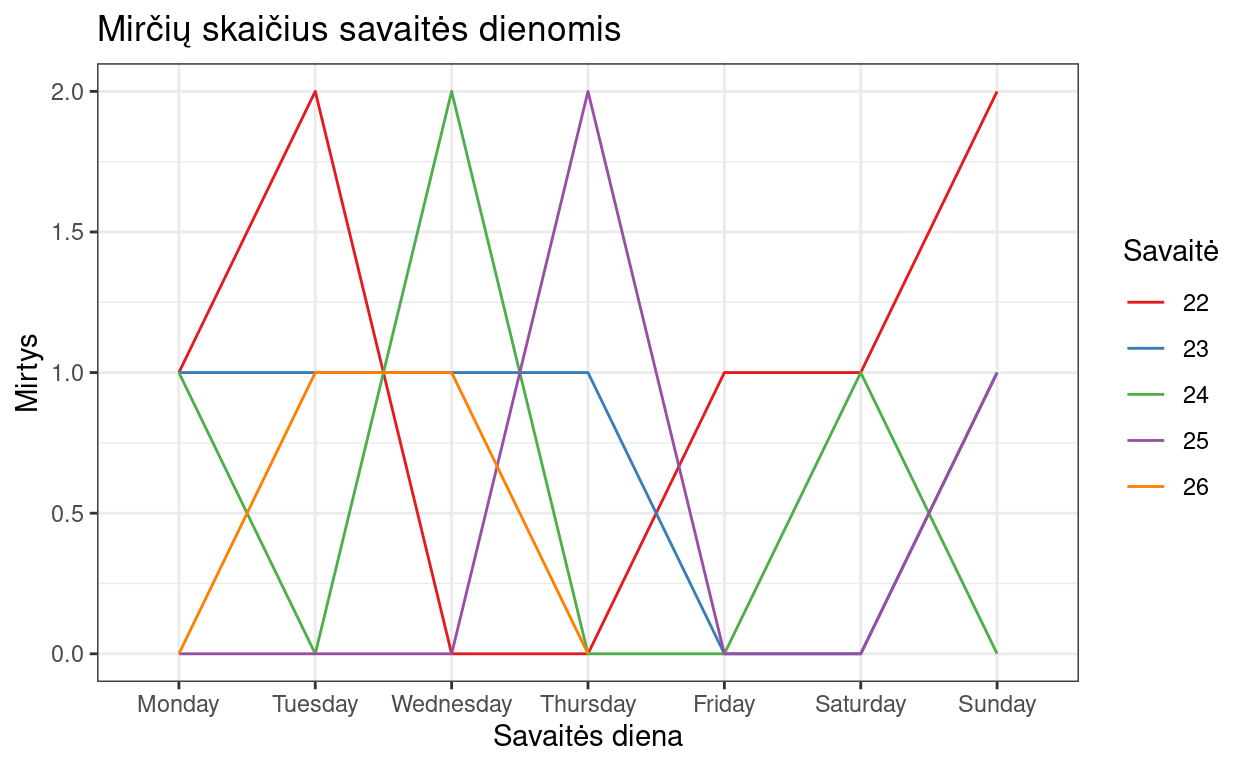 Mirčių skaičius savaitės dienomis
2.0
1.5
1.0
0.5
0.0
Mirtys
Monday Tuesday Wednesday Thursday Friday Saturday Sunday
Savaitės diena
Savaitė
22
23
24
25
26